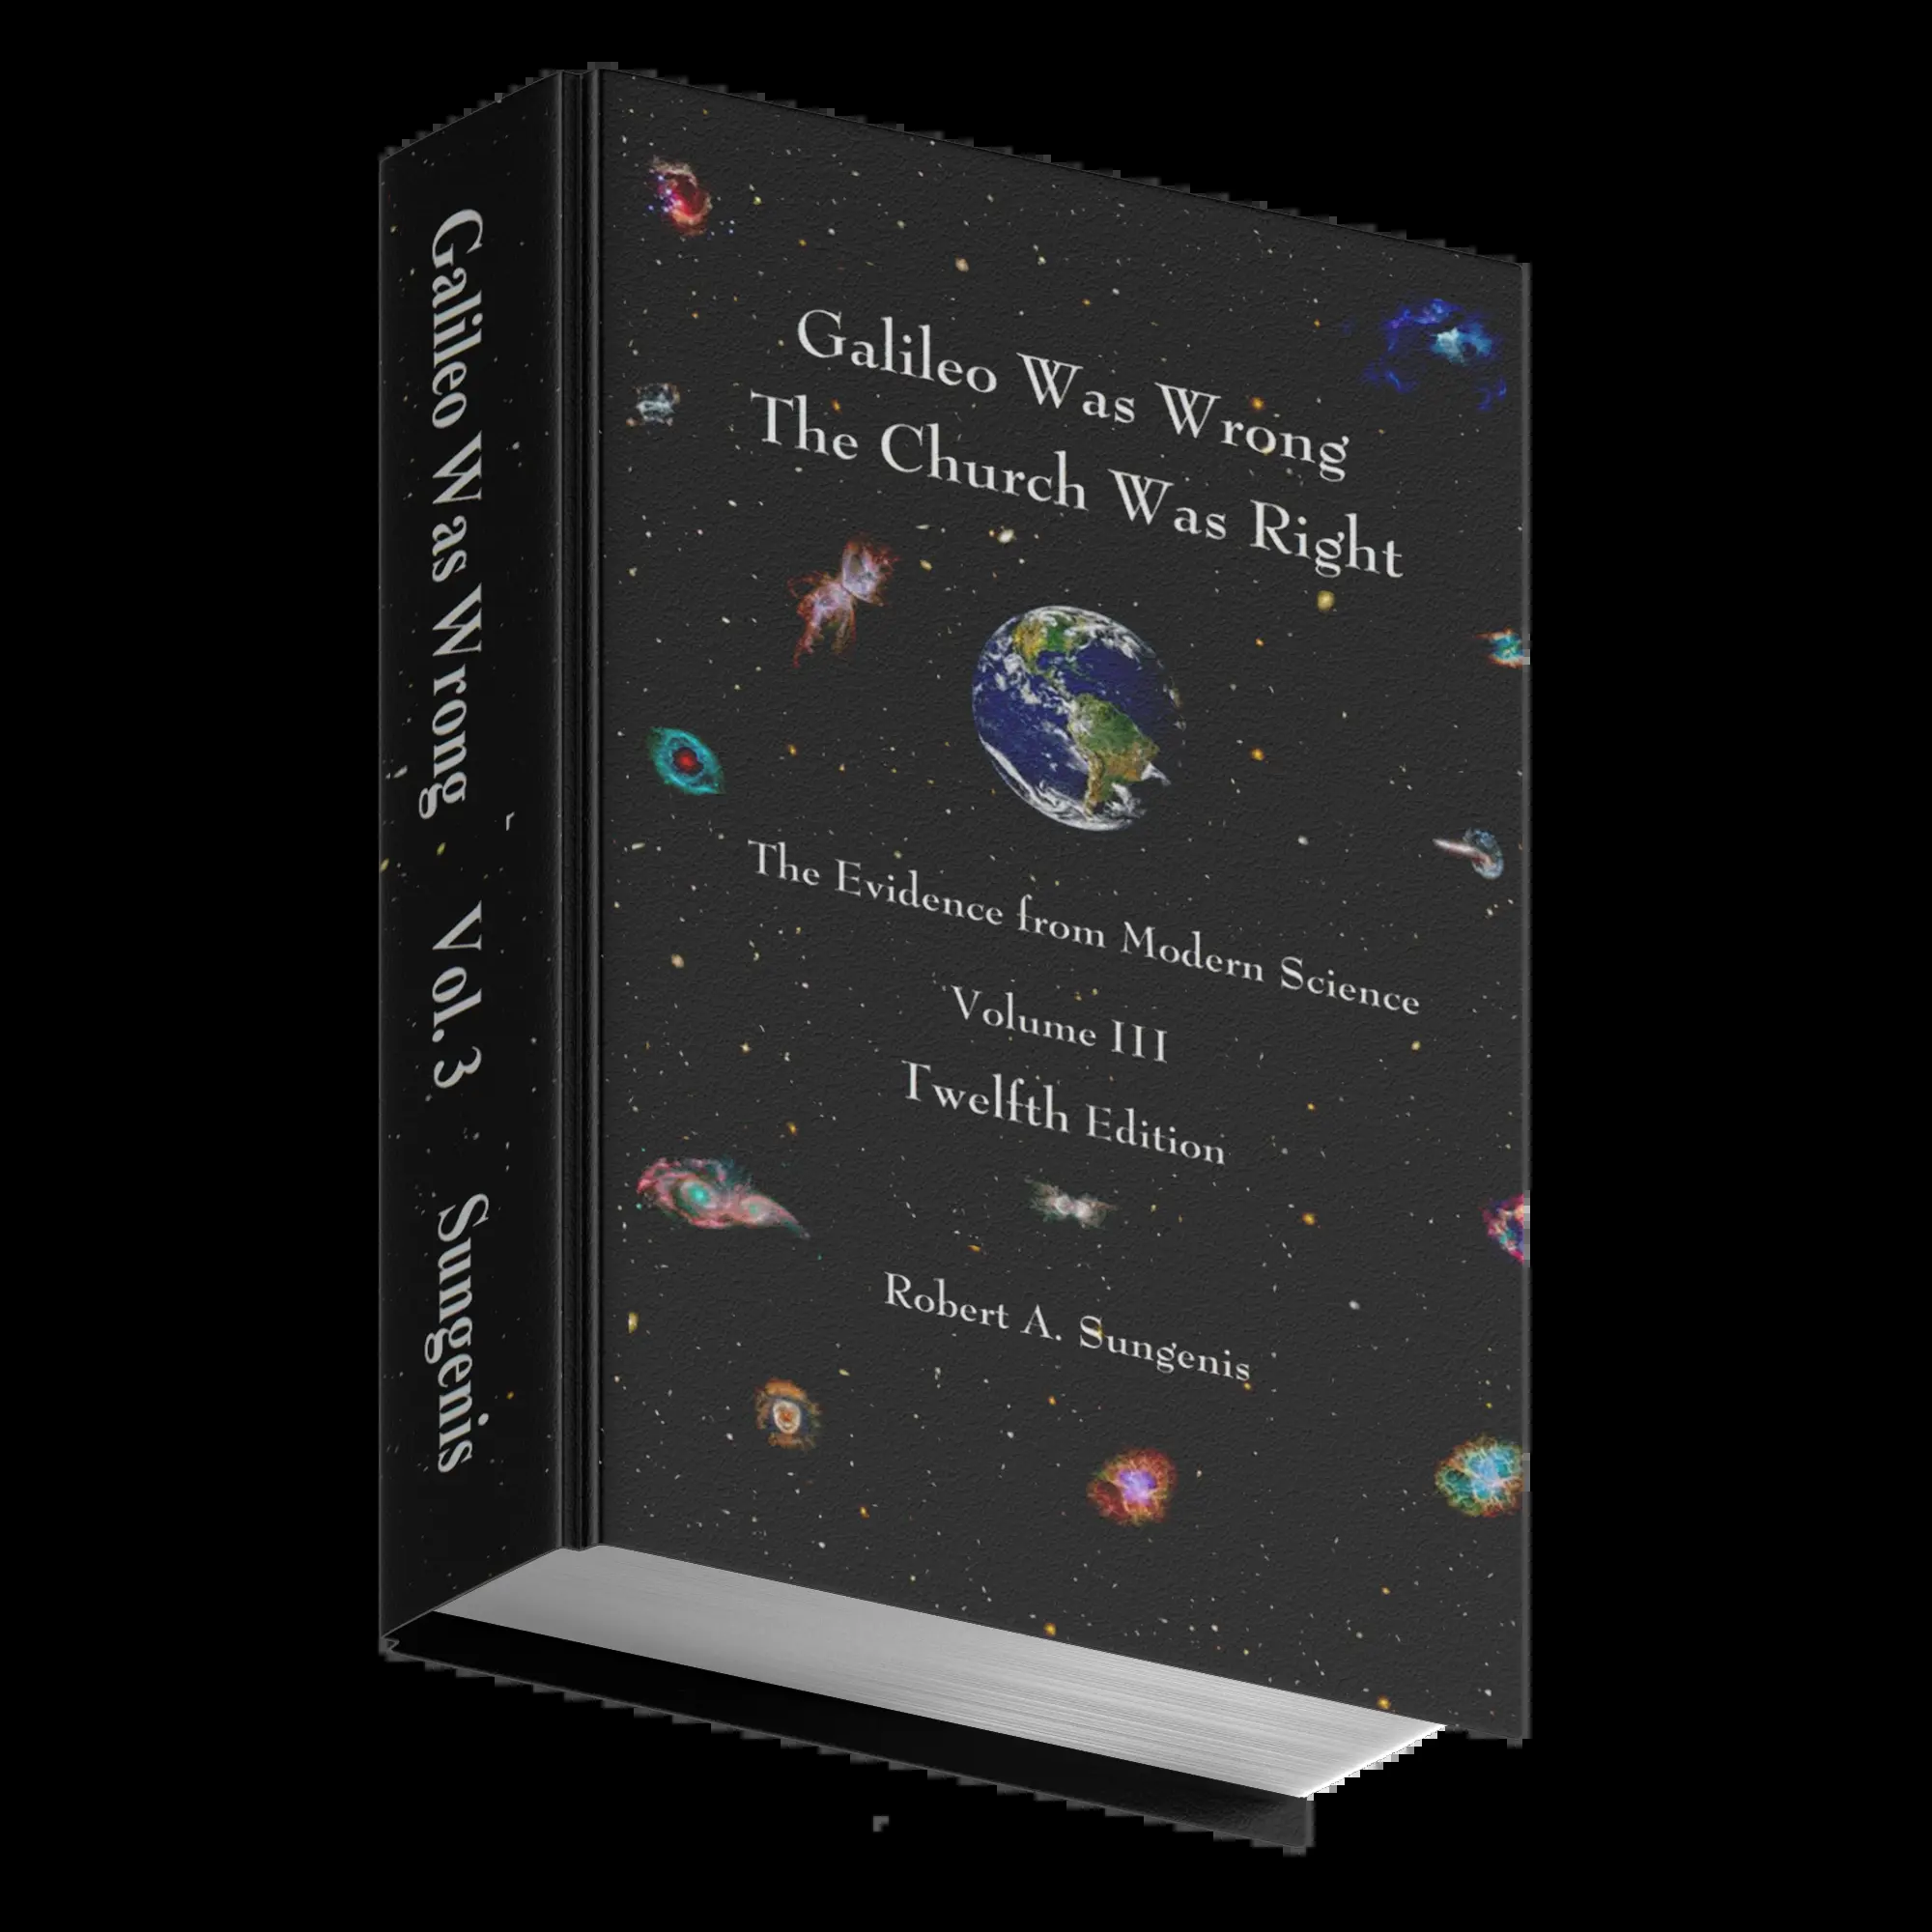 Galileo Was Wrong Vol. 3 Sungenis
Galileo Was Wrong
The Church Was Right
The Evidence from Modern Science
Volume III
Twelfth Edition
Robert A. Sungenis